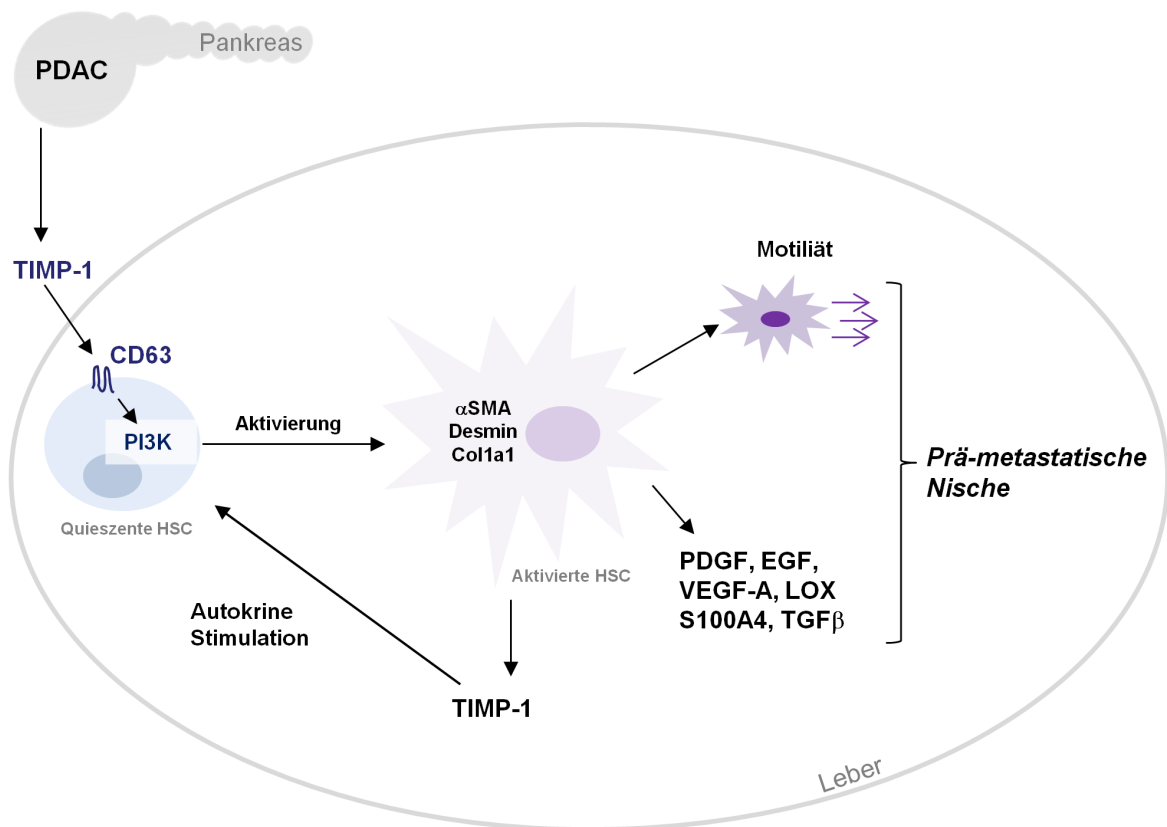 Pankreas
PDAC
TIMP-1
CD63
PI3K
Quieszente HSC
Aktivierung
αSMA
Desmin
Col1a1
Aktivierte HSC
Motiliät
PDGF, EGF,
VEGF-A, LOX
S100A4, TGFβ
Prä-metastatische
Nische
Autokrine
Stimulation
TIMP-1
Leber